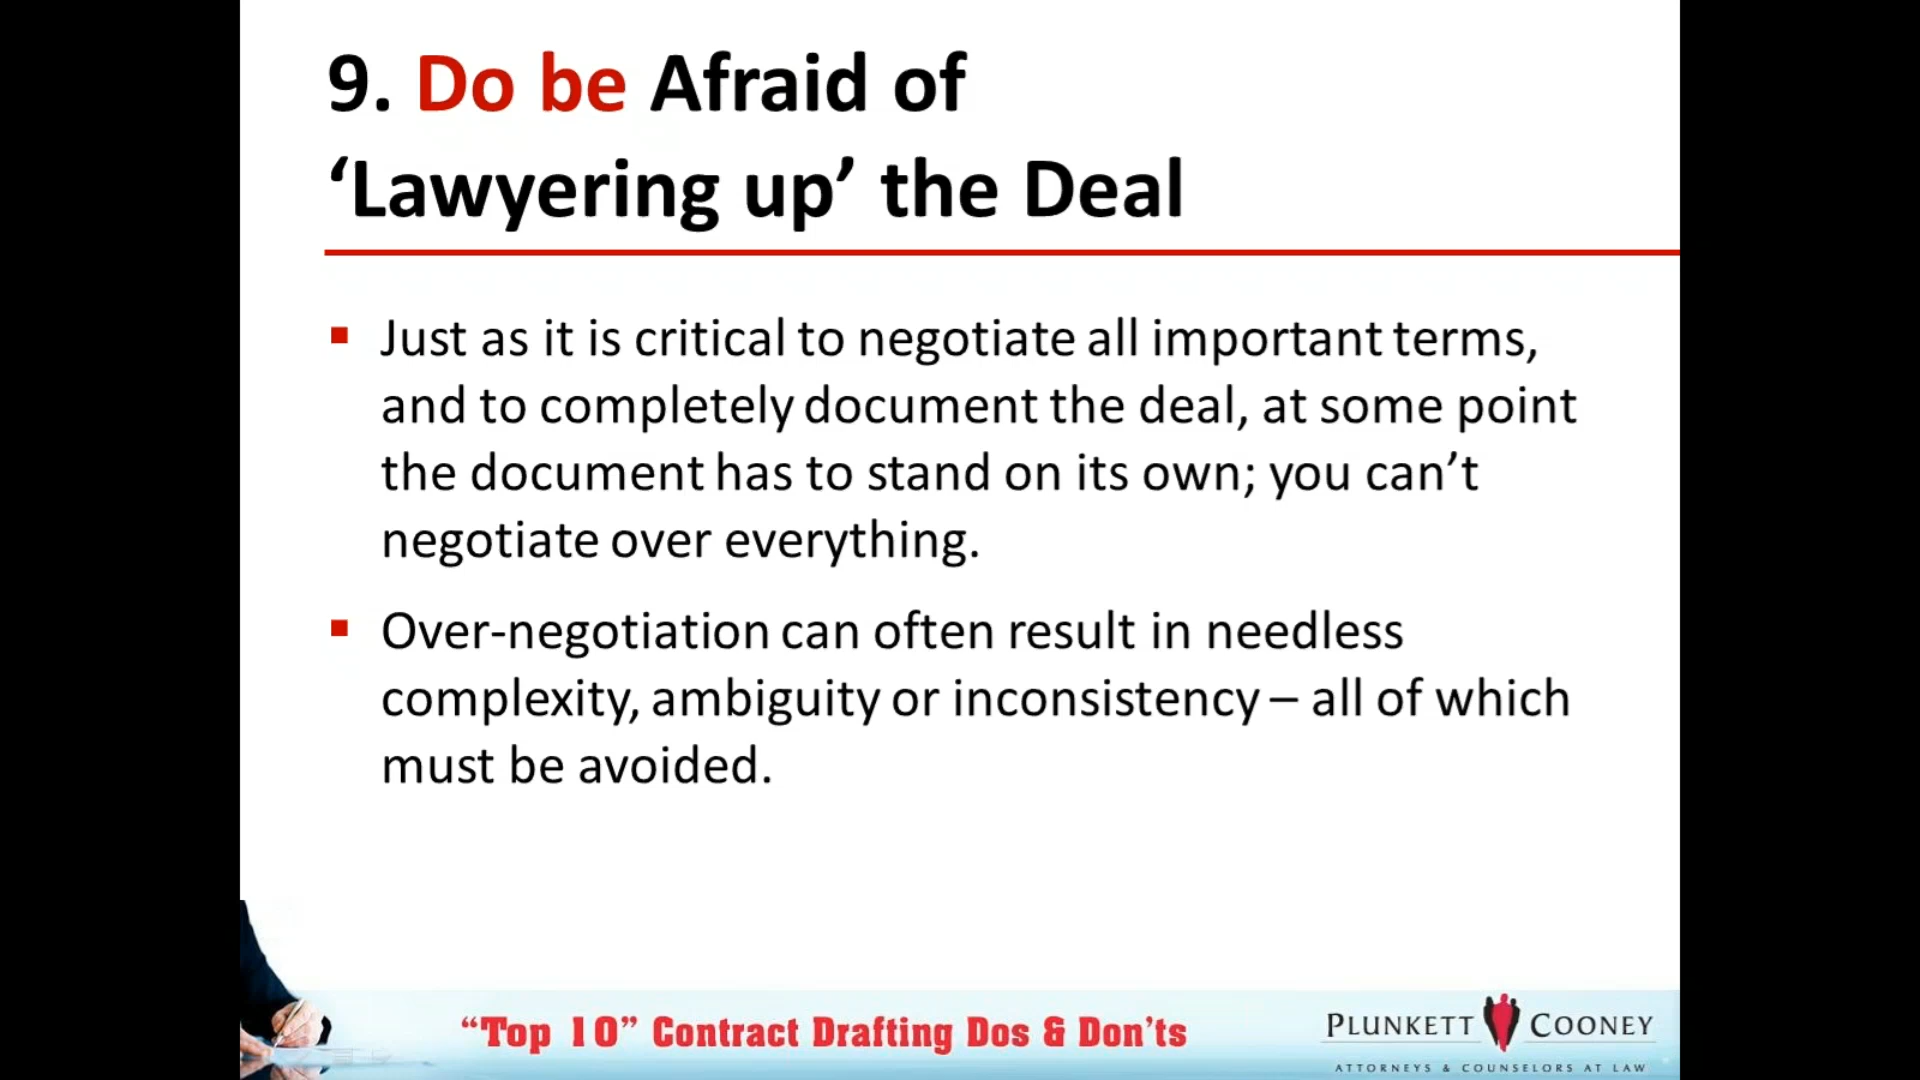 9. Do be Afraid of
‘Lawyering up’ the Deal
Just as it is critical to negotiate all important terms,
and to completely document the deal, at some point
the document has to stand on its own; you can’t
negotiate over everything.
Over-negotiation can often result in needless
complexity, ambiguity or inconsistency – all of which
must be avoided.
“Top 10” Contract Drafting Dos & Don’ts
PLUNKETT COONEY
ATTORNEYS & COUNSELORS AT LAW